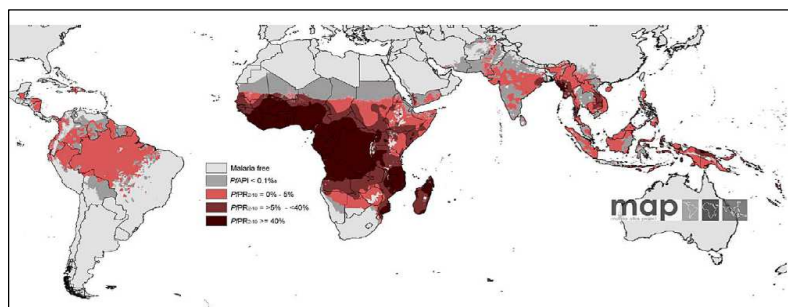 Malaria free
PfAPI < 0.1‰
PfPR2-10 = 0% - 5%
PfPR2-10 = >5% - <40%
PfPR2-10 = >= 40%
map